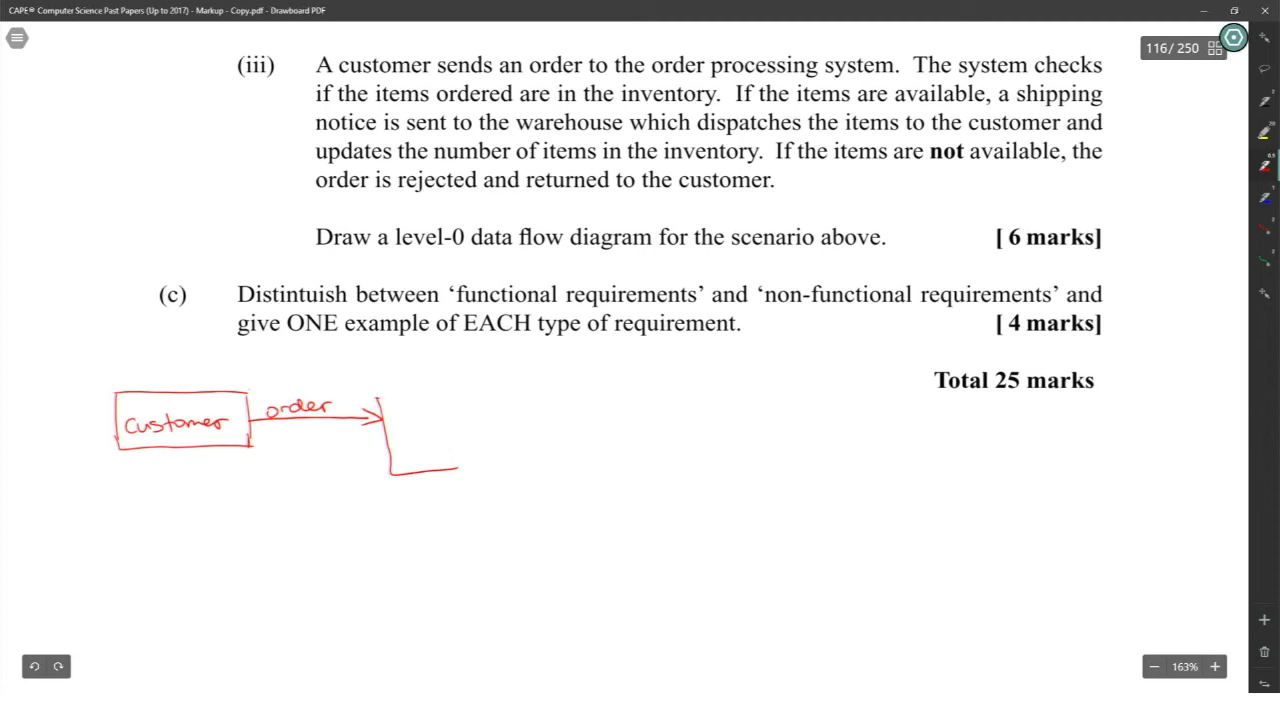 CAPE® Computer Science Past Papers (Up to 2017) - Markup - Copy.pdf - Drawboard PDF
116/ 250
(iii) A customer sends an order to the order processing system. The system checks
if the items ordered are in the inventory. If the items are available, a shipping
notice is sent to the warehouse which dispatches the items to the customer and
updates the number of items in the inventory. If the items are not available, the
order is rejected and returned to the customer.
Draw a level-0 data flow diagram for the scenario above. [ 6 marks]
(c) Distintuish between ‘functional requirements’ and ‘non-functional requirements’ and
give ONE example of EACH type of requirement. [ 4 marks]
Total 25 marks
order
Customer
163%